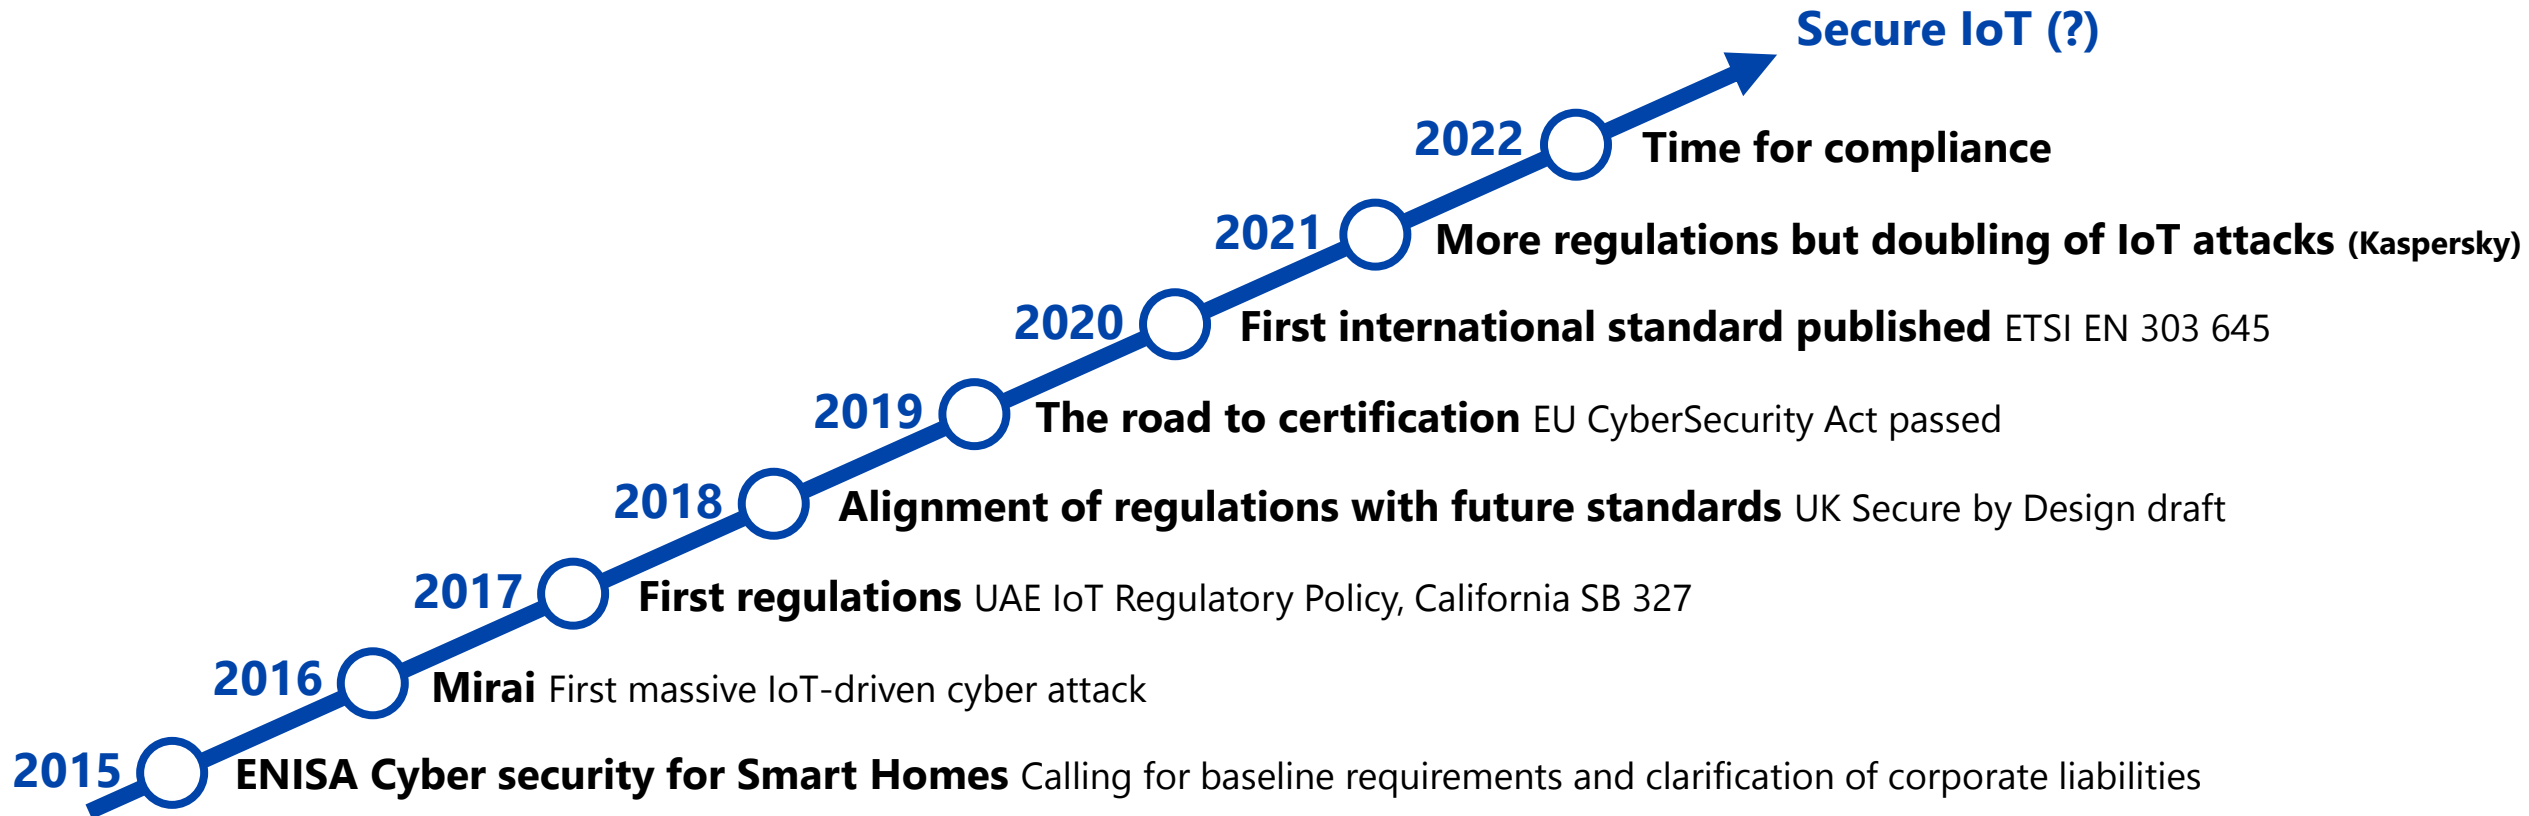 Secure IoT (?)
2022 Time for compliance
2021 More regulations but doubling of IoT attacks (Kaspersky)
2020 First international standard published ETSI EN 303 645
2019 The road to certification EU CyberSecurity Act passed
2018 Alignment of regulations with future standards UK Secure by Design draft
2017 First regulations UAE IoT Regulatory Policy, California SB 327
2016 Mirai First massive IoT-driven cyber attack
2015 ENISA Cyber security for Smart Homes Calling for baseline requirements and clarification of corporate liabilities